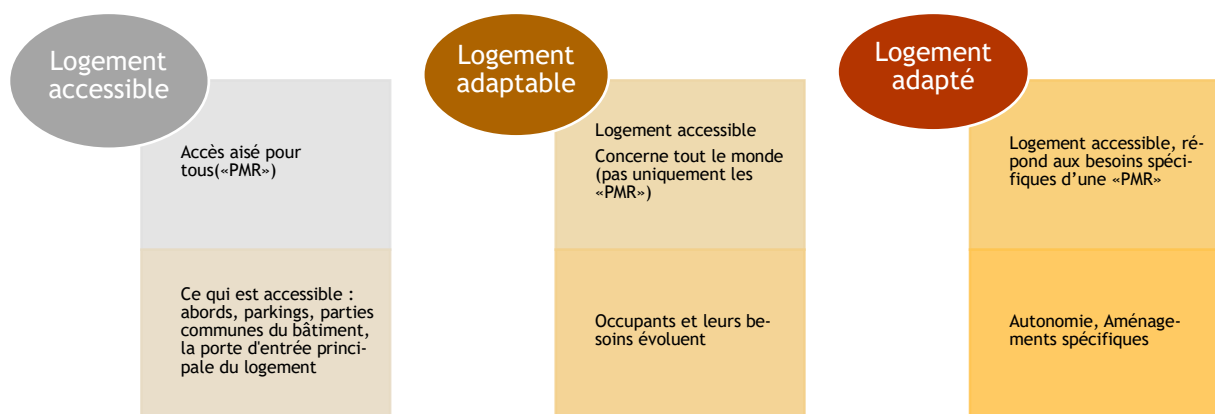 Logement
accessible
Accès aisé pour
tous(«PMR»)
Ce qui est accessible :
abords, parkings, parties
communes du bâtiment,
la porte d'entrée princi-
pale du logement
Logement
adaptable
Logement accessible
Concerne tout le monde
(pas uniquement les
«PMR»)
Occupants et leurs be-
soins évoluent
Logement
adapté
Logement accessible, ré-
pond aux besoins spéci-
fiques d’une «PMR»
Autonomie, Aménage-
ments spécifiques